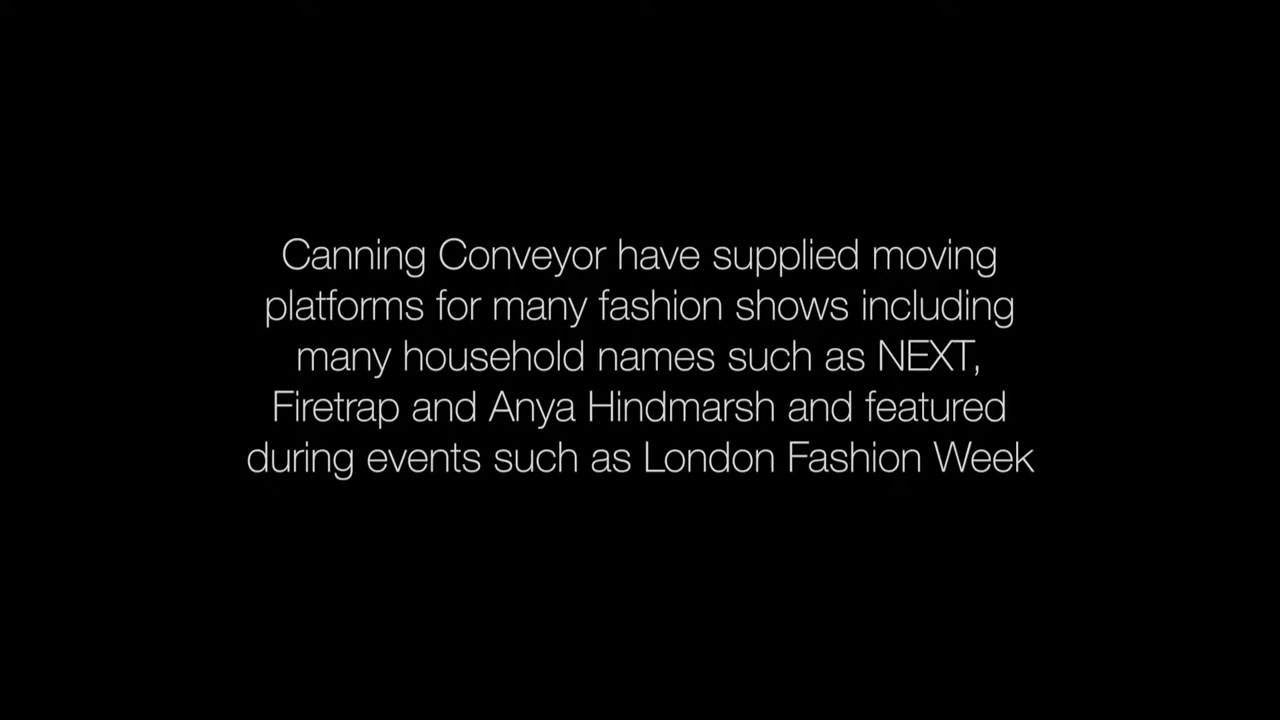 Canning Conveyor have supplied moving
platforms for many fashion shows including
many household names such as NEXT,
Firetrap and Anya Hindmarsh and featured
during events such as London Fashion Week